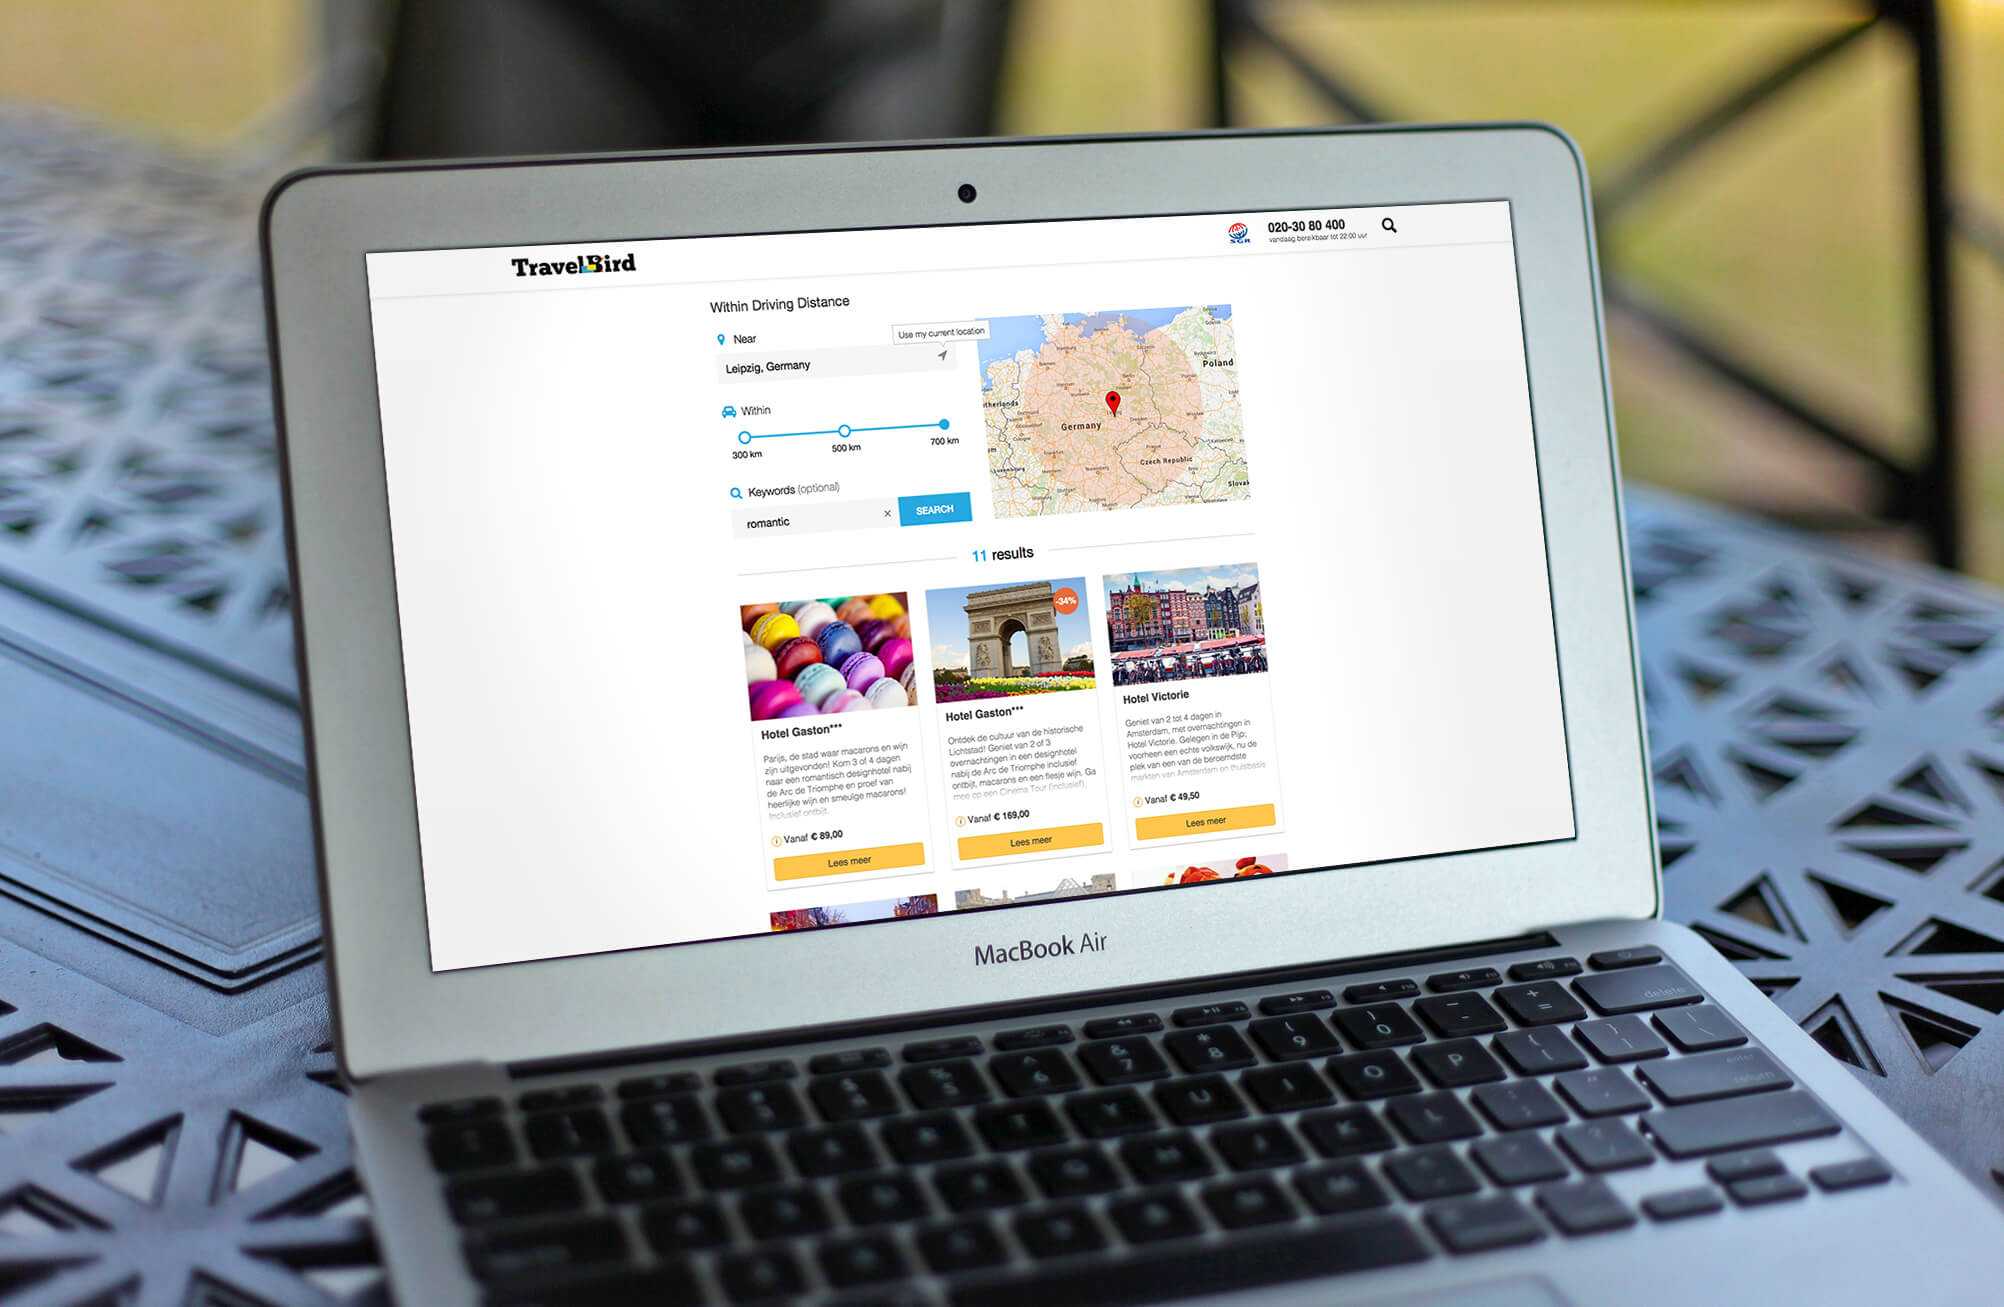 TravelBird
SGR
020-30 80 400
vandaag bereikbaar tot 22:00 uur
Within Driving Distance
Near
Use my current location
Leipzig, Germany
Within
300 km
500 km
700 km
Keywords (optional)
romantic
×
SEARCH
Poland
Germany
Czech Republic
Slovak
11 results
Hotel Gaston***
Parijs, de stad waar macarons en wijn
zijn uitgevonden! Kom 3 of 4 dagen
naar een romantisch designhotel nabij
de Arc de Triomphe en proef van
heerlijke wijn en smeulge macarons!
Inclusief ontbijt.
Vanaf € 89,00
Lees meer
-34%
Hotel Gaston***
Ontdek de cultuur van de historische
Lichtstad! Geniet van 2 of 3
overnachtingen in een designhotel
nabij de Arc de Triomphe inclusief
ontbijt, macarons en een flesje wijn. Ga
mee op een Cinema Tour (inclusief)
Vanaf € 169,00
Lees meer
Hotel Victorie
Geniet van 2 tot 4 dagen in
Amsterdam, met overnachtingen in
Hotel Victorie. Gelegen in de Pijp;
voorheen een echte volkswijk, nu de
plek van een van de beroemdste
markten van Amsterdam en thuisbasis
Vanaf € 49,50
Lees meer
MacBook Air
delete
enter
return